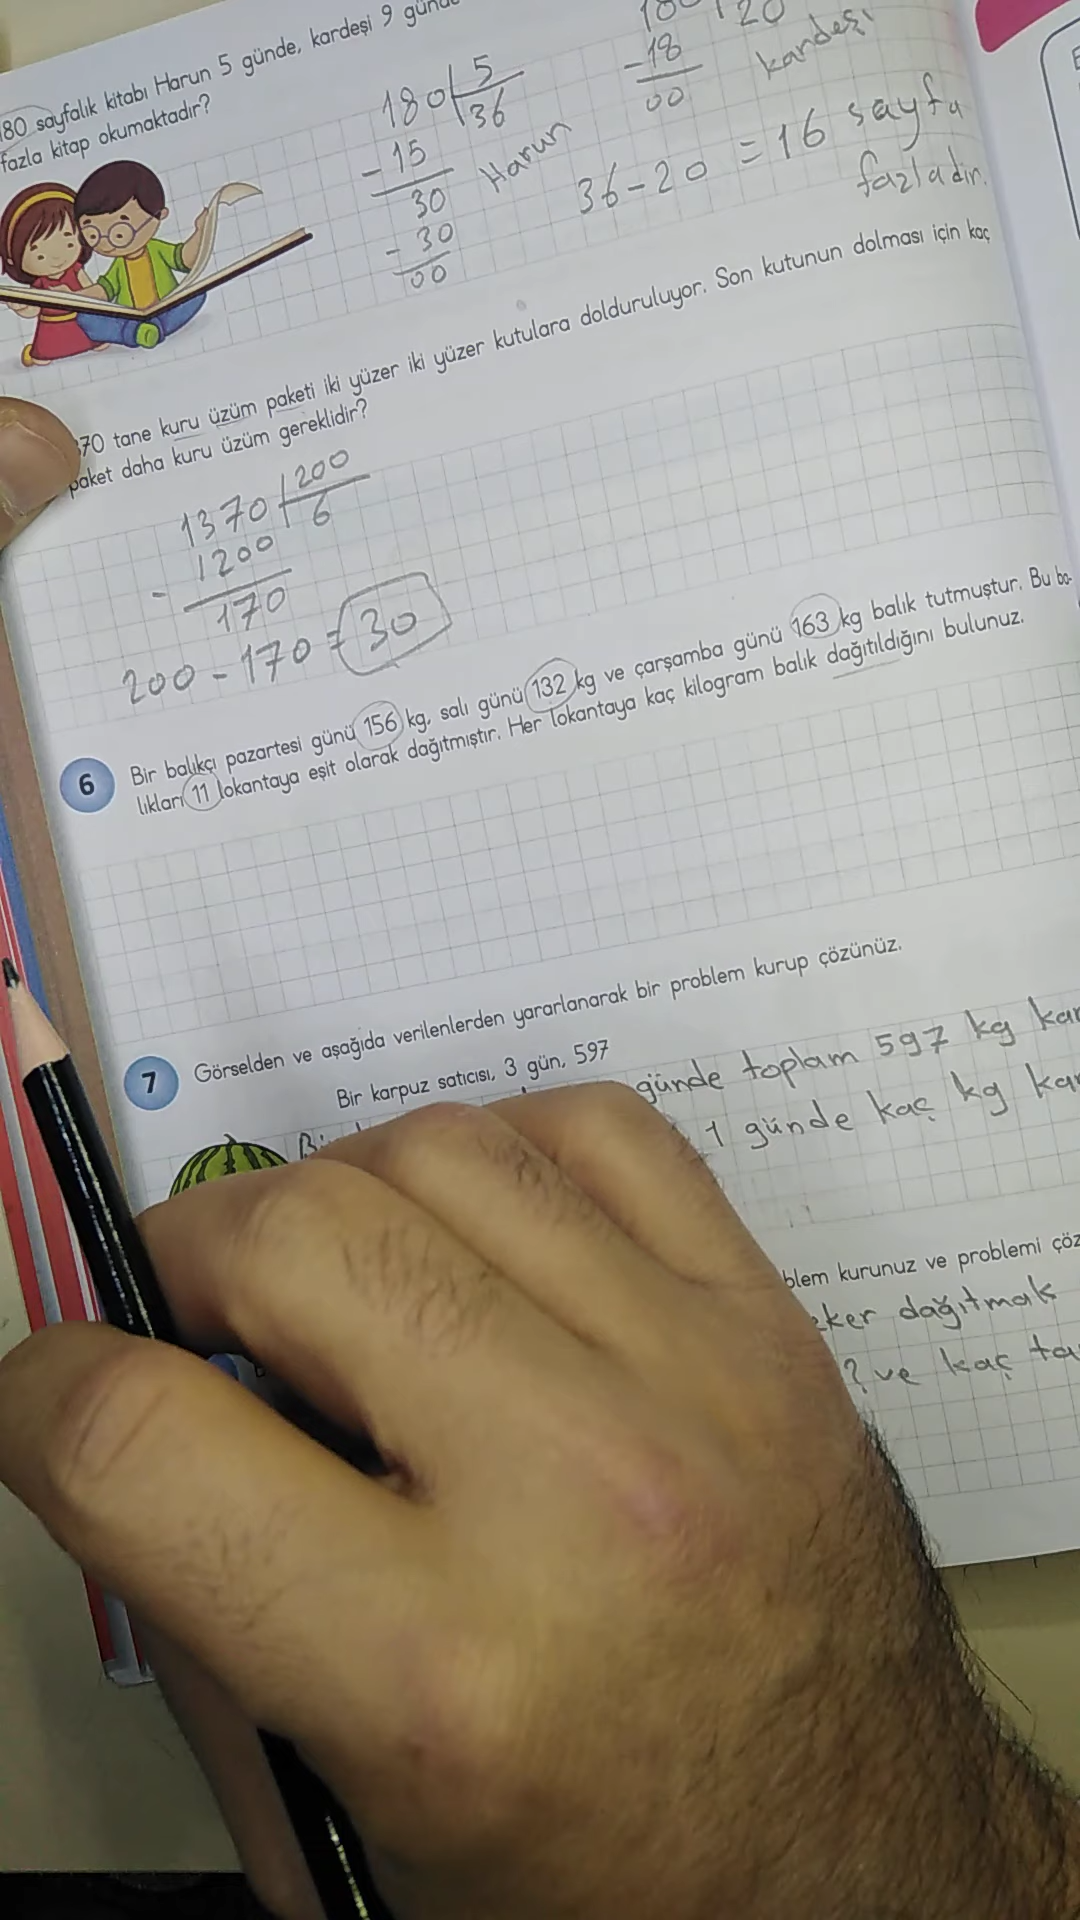 180 sayfalık kitabı Harun 5 günde, kardeşi 9 günde
fazla kitap okumaktadır?
180 5
36
- 15
30
- 30
00
Harun
20
- 18
00
kardeşi
36 - 20 = 16 sayfa
fazladır.
70 tane kuru üzüm paketi iki yüzer iki yüzer kutulara dolduruluyor. Son kutunun dolması için kaç
paket daha kuru üzüm gereklidir?
1370 200
6
- 1200
170
200 - 170 = 30
6 Bir balıkçı pazartesi günü 156 kg, salı günü 132 kg ve çarşamba günü 163 kg balık tutmuştur. Bu ba-
lıkları 11 lokantaya eşit olarak dağıtmıştır. Her lokantaya kaç kilogram balık dağıtıldığını bulunuz.
7 Görselden ve aşağıda verilenlerden yararlanarak bir problem kurup çözünüz.
Bir karpuz satıcısı, 3 gün, 597
günde toplam 597 kg kar
1 günde kaç kg kar
blem kurunuz ve problemi çöz
eker dağıtmak
? ve kaç ta